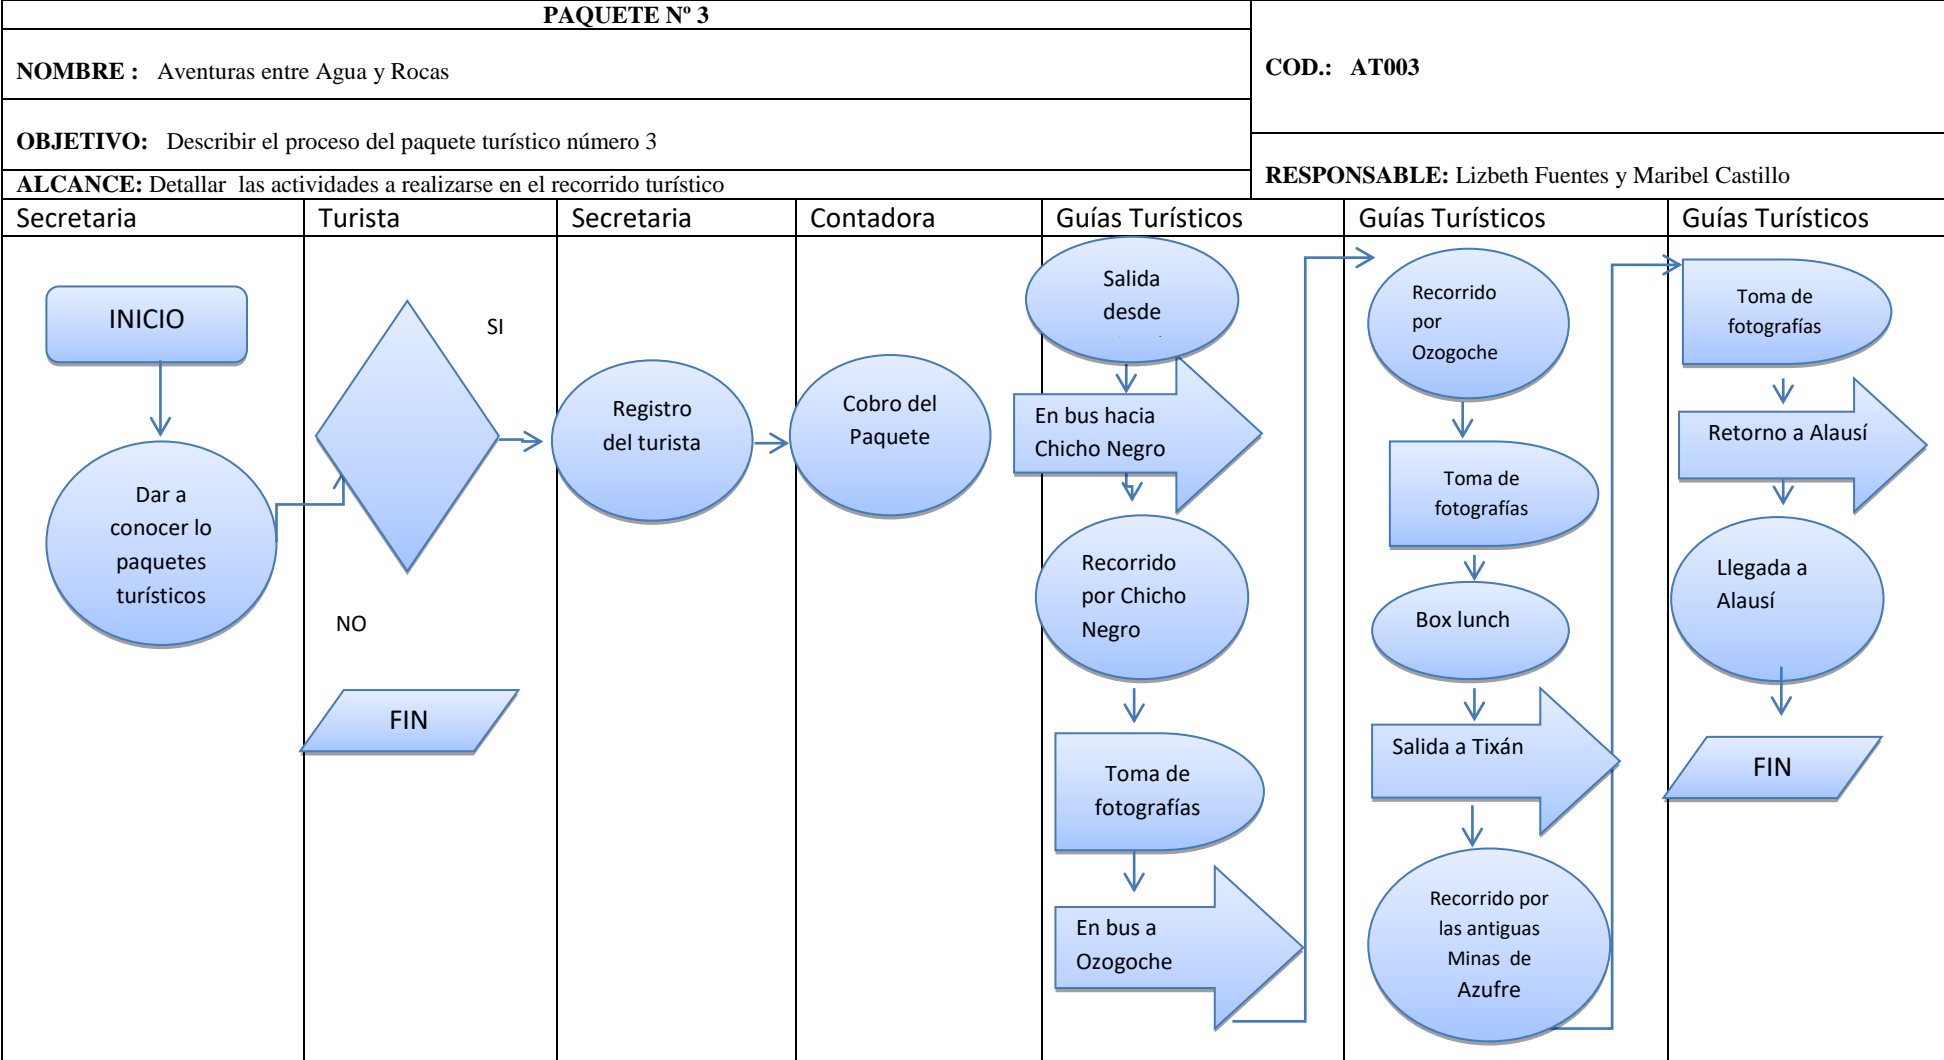 PAQUETE Nº 3
NOMBRE : Aventuras entre Agua y Rocas
COD.: AT003
OBJETIVO: Describir el proceso del paquete turístico número 3
RESPONSABLE: Lizbeth Fuentes y Maribel Castillo
ALCANCE: Detallar las actividades a realizarse en el recorrido turístico
Secretaria
Turista
Secretaria
Contadora
Guías Turísticos
Guías Turísticos
Guías Turísticos
INICIO
Dar a
conocer lo
paquetes
turísticos
SI
NO
FIN
Registro
del turista
Cobro del
Paquete
Salida
desde
En bus hacia
Chicho Negro
Recorrido
por Chicho
Negro
Toma de
fotografías
En bus a
Ozogoche
Recorrido
por
Ozogoche
Toma de
fotografías
Box lunch
Salida a Tixán
Recorrido por
las antiguas
Minas de
Azufre
Toma de
fotografías
Retorno a Alausí
Llegada a
Alausí
FIN